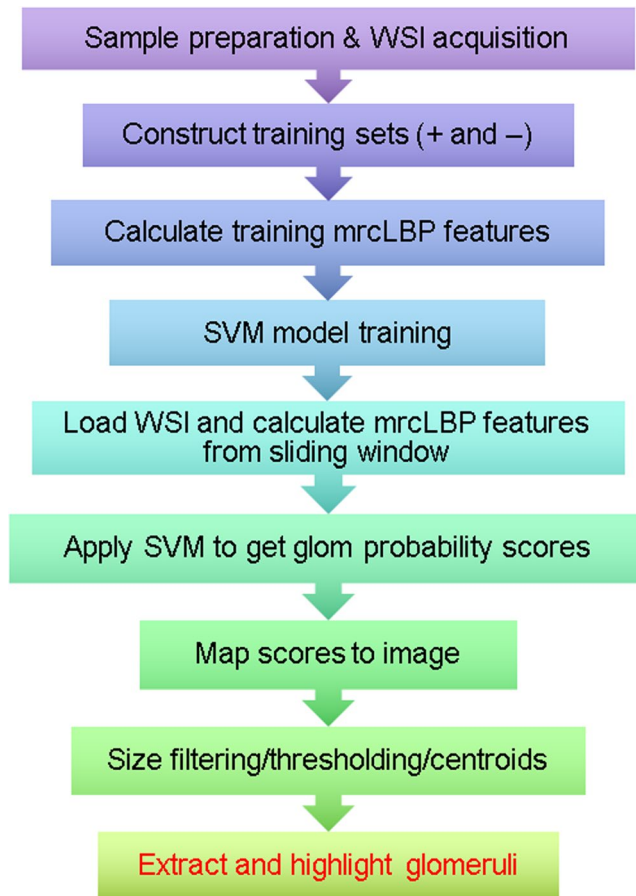 Sample preparation & WSI acquisition
Construct training sets (+ and –)
Calculate training mrcLBP features
SVM model training
Load WSI and calculate mrcLBP features
from sliding window
Apply SVM to get glom probability scores
Map scores to image
Size filtering/thresholding/centroids
Extract and highlight glomeruli